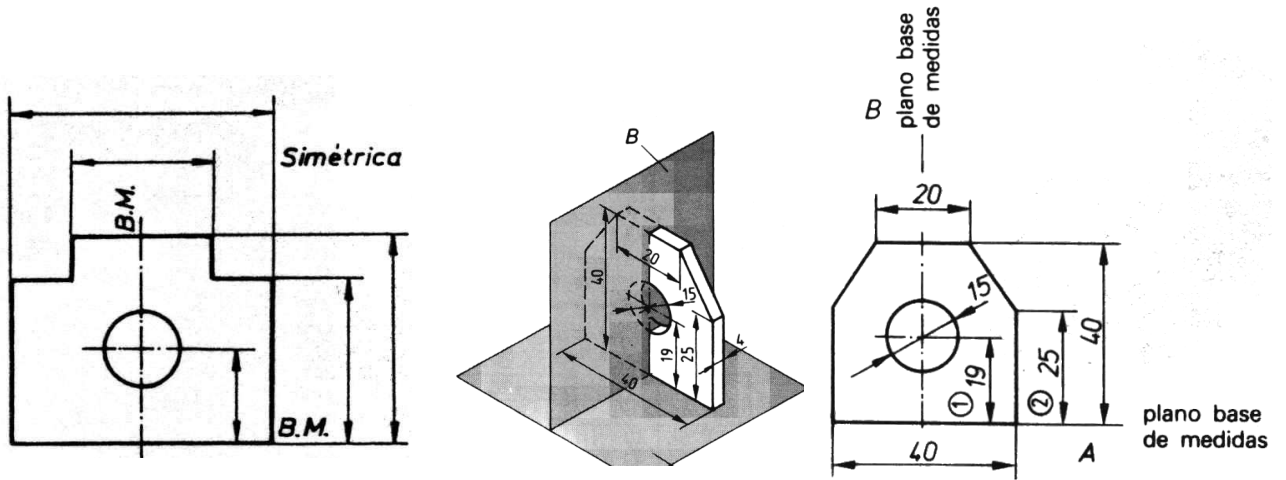 Simétrica
B.M.
B.M.
B
40
20
15
19
25
4
40
B
plano base
de medidas
20
15
40
1 19
2 25
40
A
plano base
de medidas